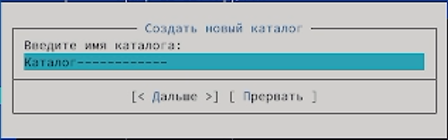 Создать новый каталог
Введите имя каталога:
Каталог------------
[< Дальше >] [ Прервать ]